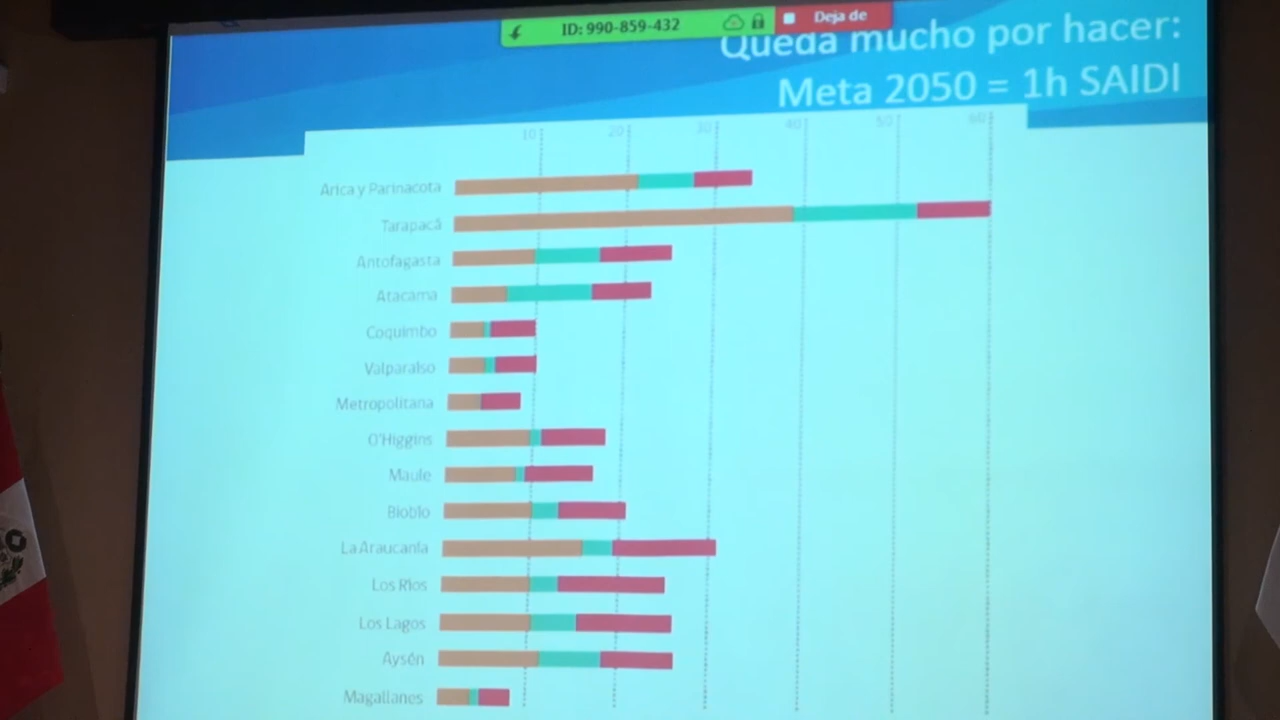 ID: 990-859-432
Deja de
Queda mucho por hacer:
Meta 2050 = 1h SAIDI
10 20 30 40 50 60
Arica y Parinacota
Tarapacá
Antofagasta
Atacama
Coquimbo
Valparaíso
Metropolitana
O'Higgins
Maule
Biobío
La Araucanía
Los Ríos
Los Lagos
Aysén
Magallanes